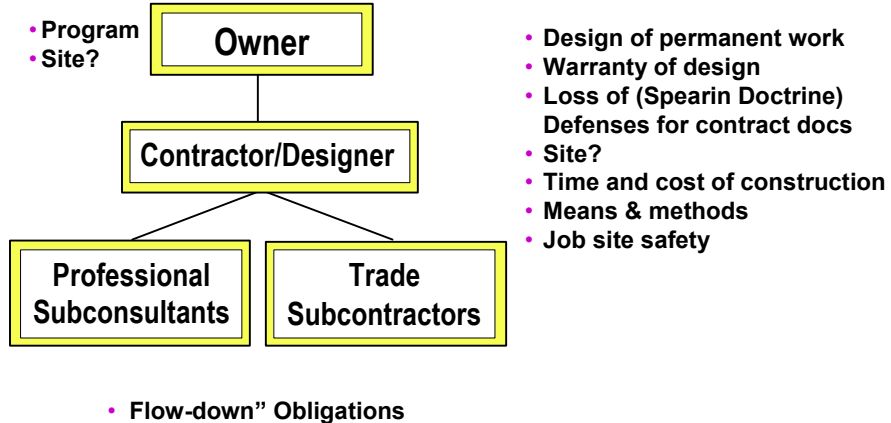 • Program
• Site?
Owner
Contractor/Designer
Professional
Subconsultants
Trade
Subcontractors
• Design of permanent work
• Warranty of design
• Loss of (Spearin Doctrine)
Defenses for contract docs
• Site?
• Time and cost of construction
• Means & methods
• Job site safety
• Flow-down” Obligations